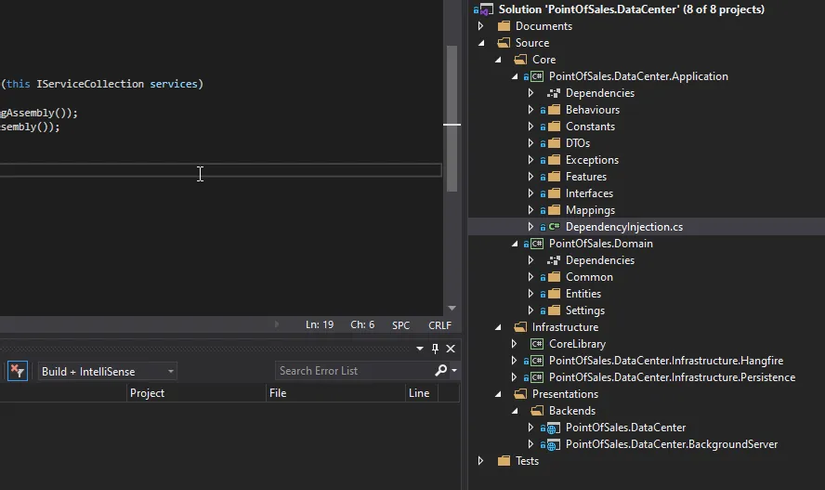 (this IServiceCollection services)
gAssembly());
sembly());
Ln: 19 Ch: 6 SPC CRLF
Build + IntelliSense
Search Error List
Project File Line
Solution 'PointOfSales.DataCenter' (8 of 8 projects)
Documents
Source
Core
C# PointOfSales.DataCenter.Application
Dependencies
Behaviours
Constants
DTOs
Exceptions
Features
Interfaces
Mappings
C# DependencyInjection.cs
C# PointOfSales.Domain
Dependencies
Common
Entities
Settings
Infrastructure
C# CoreLibrary
C# PointOfSales.DataCenter.Infrastructure.Hangfire
C# PointOfSales.DataCenter.Infrastructure.Persistence
Presentations
Backends
PointOfSales.DataCenter
PointOfSales.DataCenter.BackgroundServer
Tests